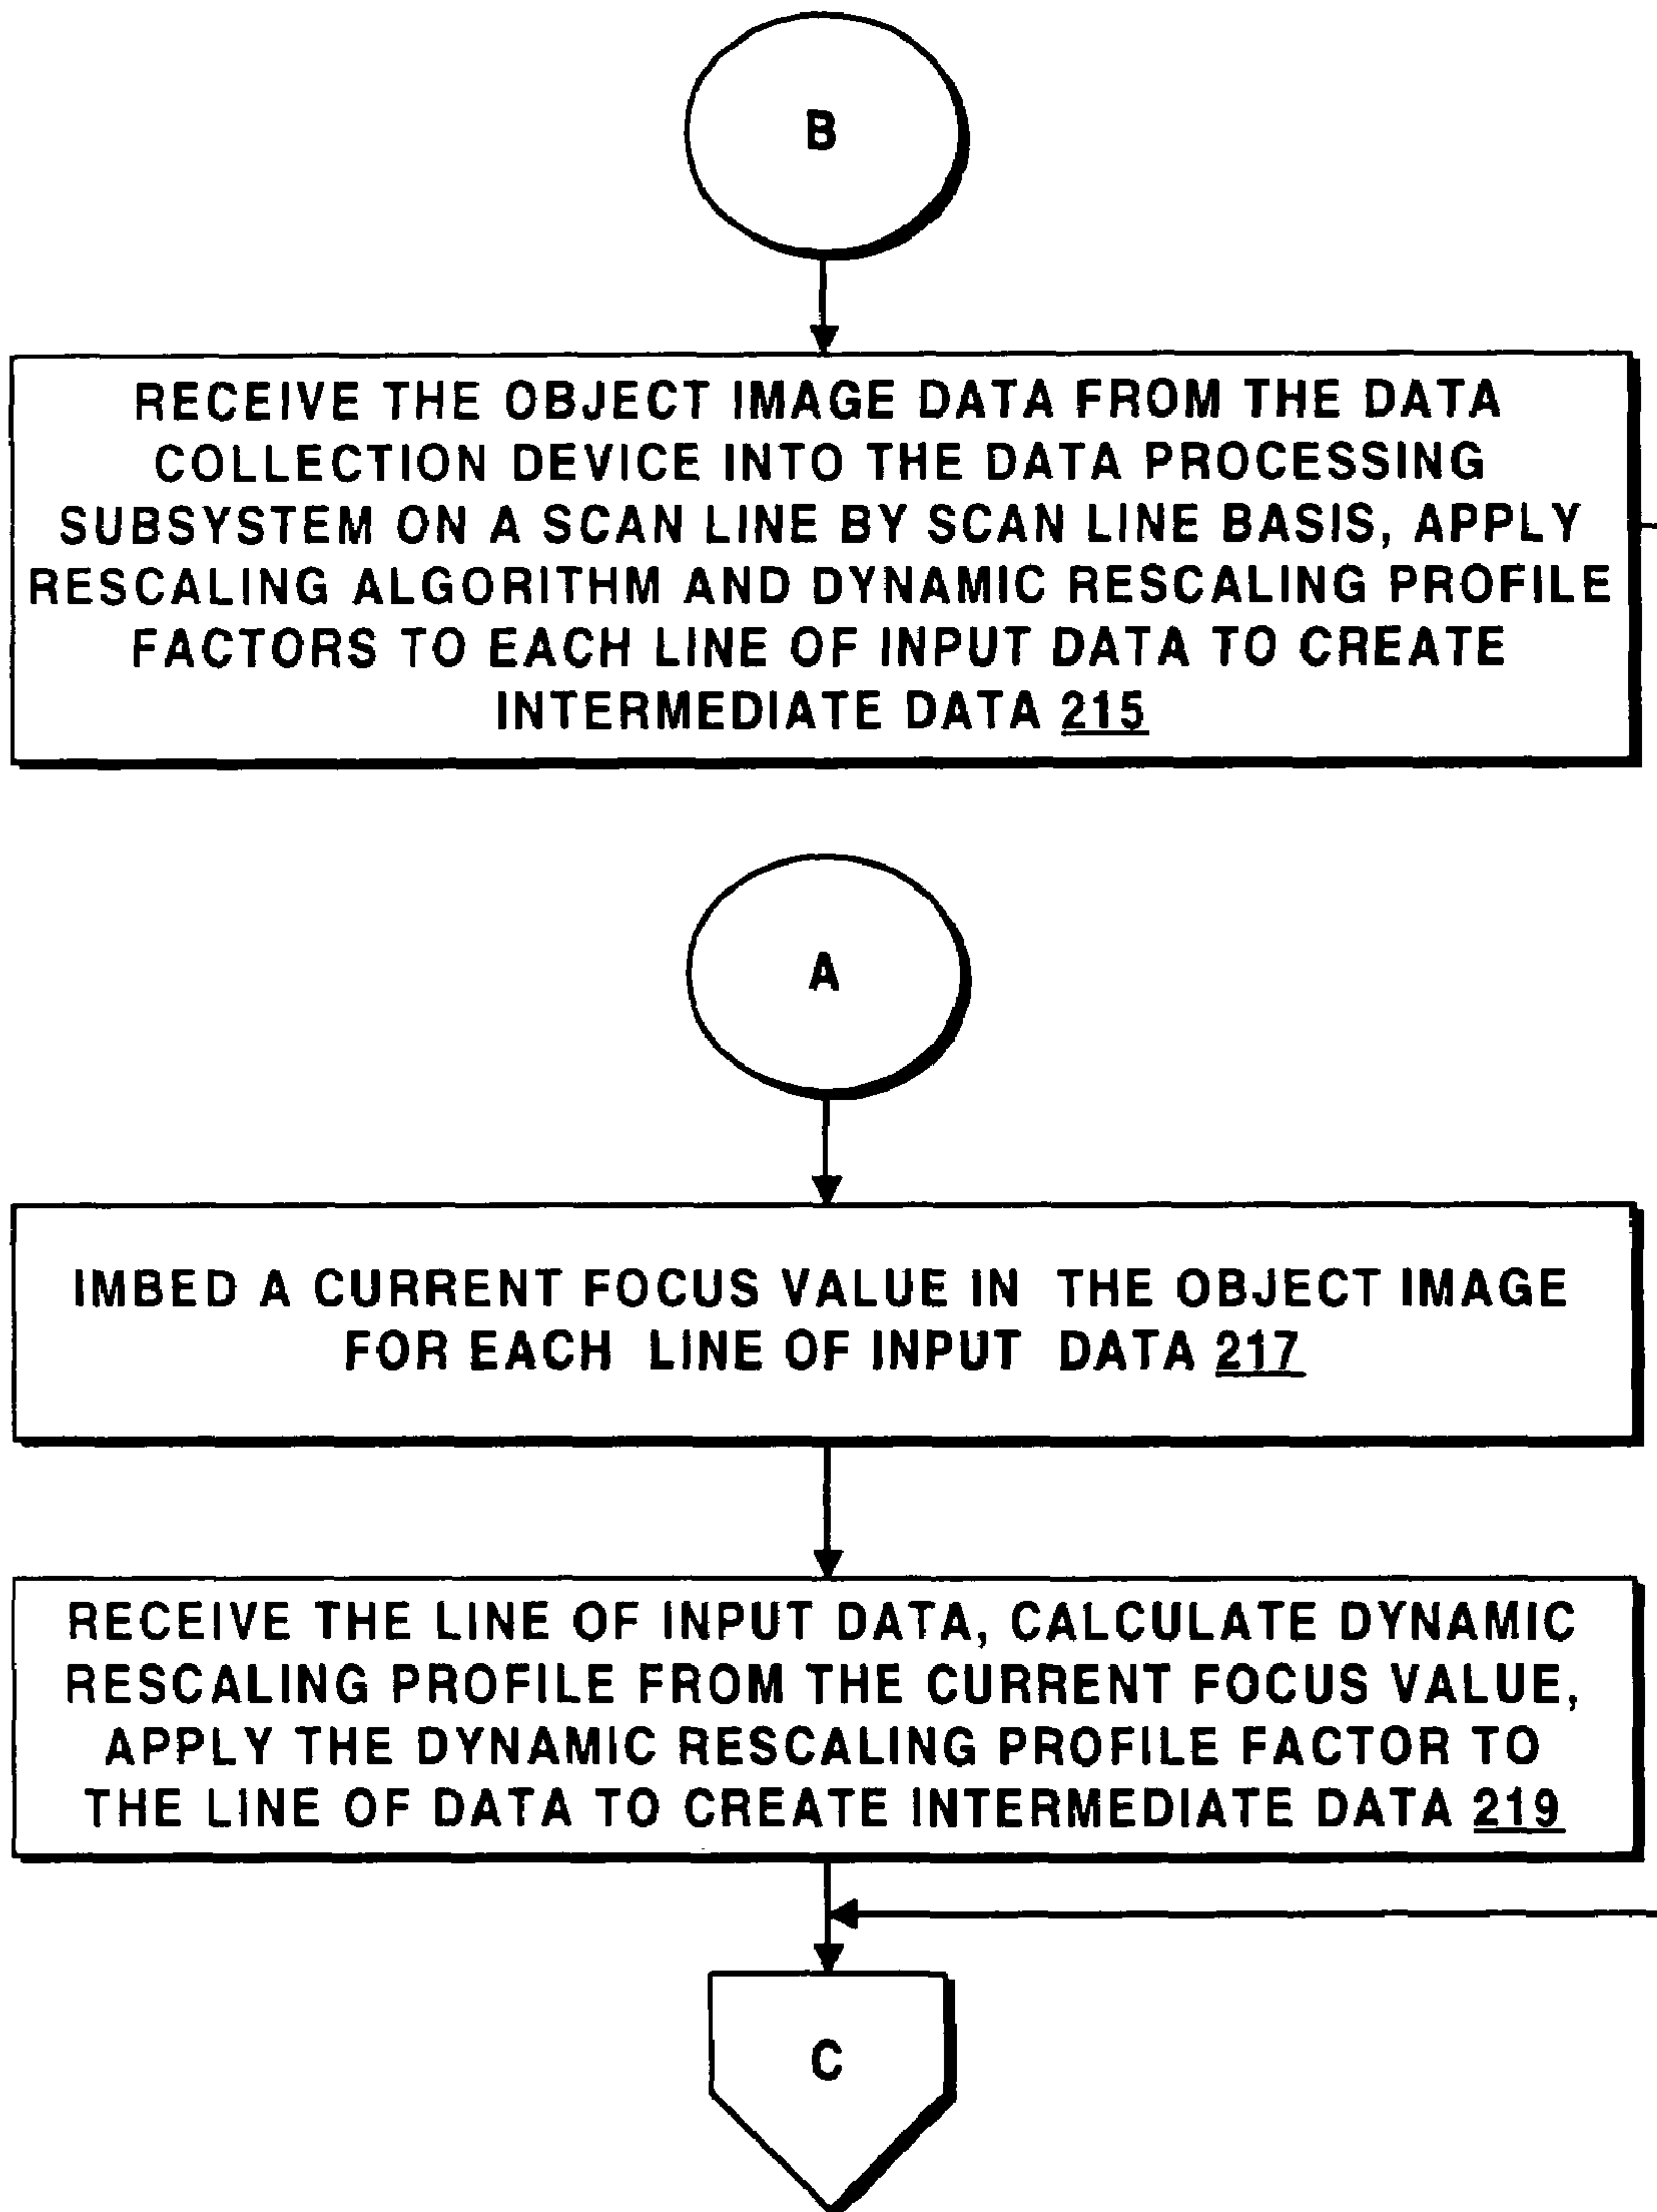 B
RECEIVE THE OBJECT IMAGE DATA FROM THE DATA
COLLECTION DEVICE INTO THE DATA PROCESSING
SUBSYSTEM ON A SCAN LINE BY SCAN LINE BASIS, APPLY
RESCALING ALGORITHM AND DYNAMIC RESCALING PROFILE
FACTORS TO EACH LINE OF INPUT DATA TO CREATE
INTERMEDIATE DATA 215
A
IMBED A CURRENT FOCUS VALUE IN THE OBJECT IMAGE
FOR EACH LINE OF INPUT DATA 217
RECEIVE THE LINE OF INPUT DATA, CALCULATE DYNAMIC
RESCALING PROFILE FROM THE CURRENT FOCUS VALUE,
APPLY THE DYNAMIC RESCALING PROFILE FACTOR TO
THE LINE OF DATA TO CREATE INTERMEDIATE DATA 219
C